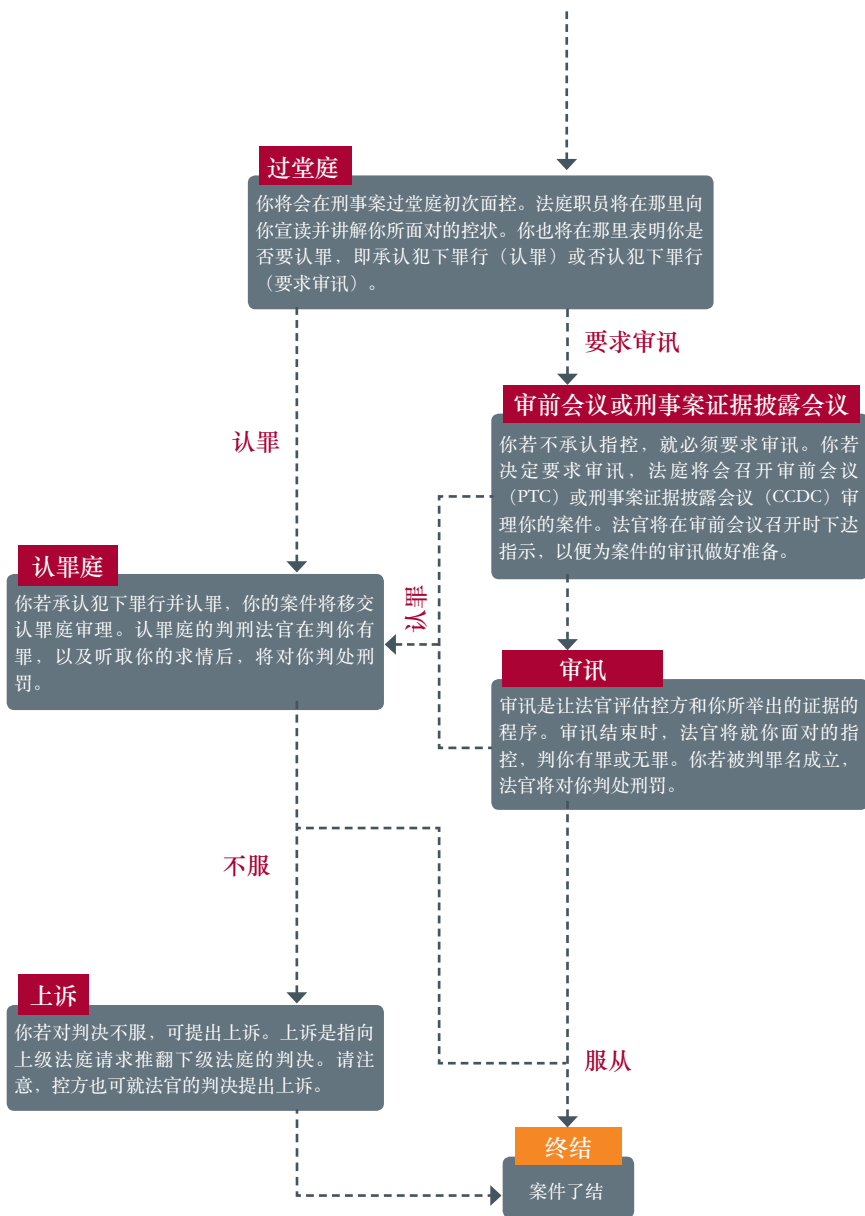 过堂庭
你将会在刑事案过堂庭初次面控。法庭职员将在那里向
你宣读并讲解你所面对的控状。你也将在那里表明你是
否要认罪，即承认犯下罪行（认罪）或否认犯下罪行
（要求审讯）。
要求审讯
认罪
审前会议或刑事案证据披露会议
你若不承认指控，就必须要求审讯。你若
决定要求审讯，法庭将会召开审前会议
（PTC）或刑事案证据披露会议（CCDC）审
理你的案件。法官将在审前会议召开时下达
指示，以便为案件的审讯做好准备。
认罪
认罪庭
你若承认犯下罪行并认罪，你的案件将移交
认罪庭审理。认罪庭的判刑法官在判你有
罪，以及听取你的求情后，将对你判处刑
罚。
审讯
审讯是让法官评估控方和你所举出的证据的
程序。审讯结束时，法官将就你面对的指
控，判你有罪或无罪。你若被判罪名成立，
法官将对你判处刑罚。
不服
上诉
你若对判决不服，可提出上诉。上诉是指向
上级法庭请求推翻下级法庭的判决。请注
意，控方也可就法官的判决提出上诉。
服从
终结
案件了结